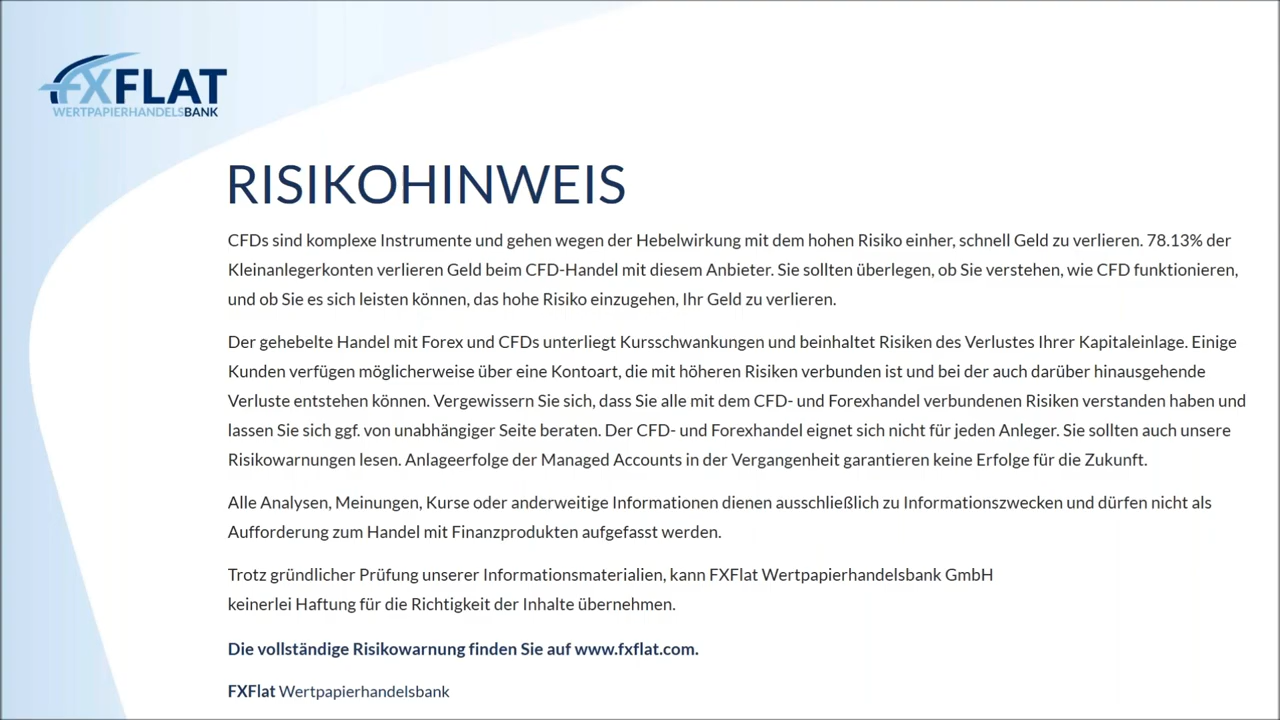 FXFLAT
WERTPAPIERHANDELSBANK
RISIKOHINWEIS
CFDs sind komplexe Instrumente und gehen wegen der Hebelwirkung mit dem hohen Risiko einher, schnell Geld zu verlieren. 78.13% der
Kleinanlegerkonten verlieren Geld beim CFD-Handel mit diesem Anbieter. Sie sollten überlegen, ob Sie verstehen, wie CFD funktionieren,
und ob Sie es sich leisten können, das hohe Risiko einzugehen, Ihr Geld zu verlieren.
Der gehebelte Handel mit Forex und CFDs unterliegt Kursschwankungen und beinhaltet Risiken des Verlustes Ihrer Kapitaleinlage. Einige
Kunden verfügen möglicherweise über eine Kontoart, die mit höheren Risiken verbunden ist und bei der auch darüber hinausgehende
Verluste entstehen können. Vergewissern Sie sich, dass Sie alle mit dem CFD- und Forexhandel verbundenen Risiken verstanden haben und
lassen Sie sich ggf. von unabhängiger Seite beraten. Der CFD- und Forexhandel eignet sich nicht für jeden Anleger. Sie sollten auch unsere
Risikowarnungen lesen. Anlageerfolge der Managed Accounts in der Vergangenheit garantieren keine Erfolge für die Zukunft.
Alle Analysen, Meinungen, Kurse oder anderweitige Informationen dienen ausschließlich zu Informationszwecken und dürfen nicht als
Aufforderung zum Handel mit Finanzprodukten aufgefasst werden.
Trotz gründlicher Prüfung unserer Informationsmaterialien, kann FXFlat Wertpapierhandelsbank GmbH
keinerlei Haftung für die Richtigkeit der Inhalte übernehmen.
Die vollständige Risikowarnung finden Sie auf www.fxflat.com.
FXFlat Wertpapierhandelsbank